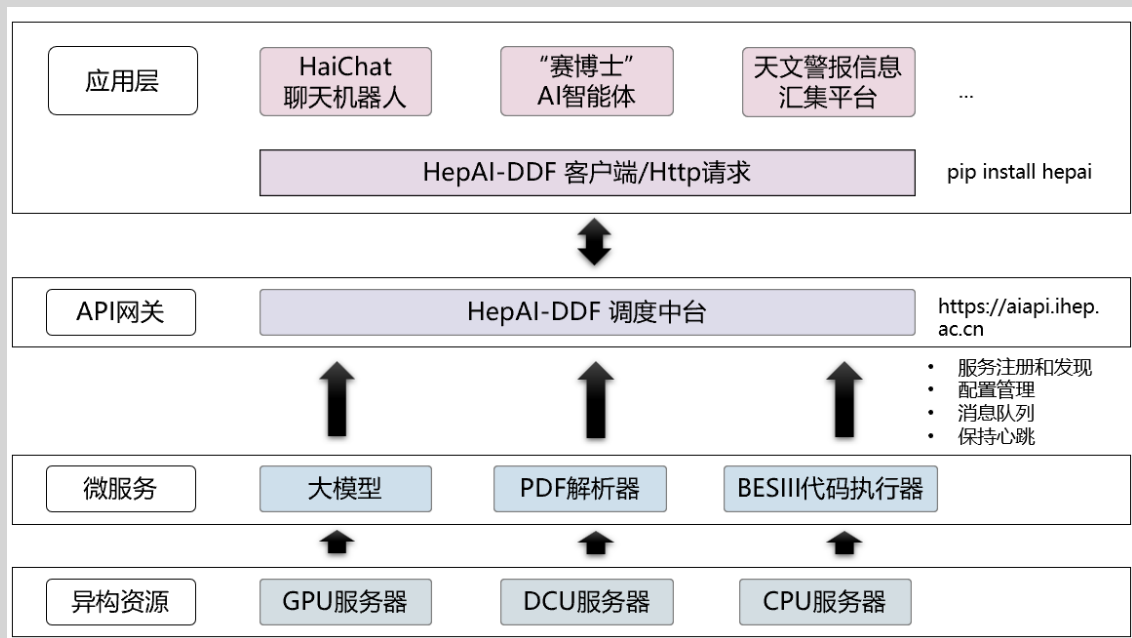 应用层
HaiChat
聊天机器人
“赛博士”
AI智能体
天文警报信息
汇集平台
...
HepAI-DDF 客户端/Http请求
pip install hepai
API网关
HepAI-DDF 调度中台
https://aiapi.ihep.
ac.cn
• 服务注册和发现
• 配置管理
• 消息队列
• 保持心跳
微服务
大模型
PDF解析器
BESIII代码执行器
异构资源
GPU服务器
DCU服务器
CPU服务器